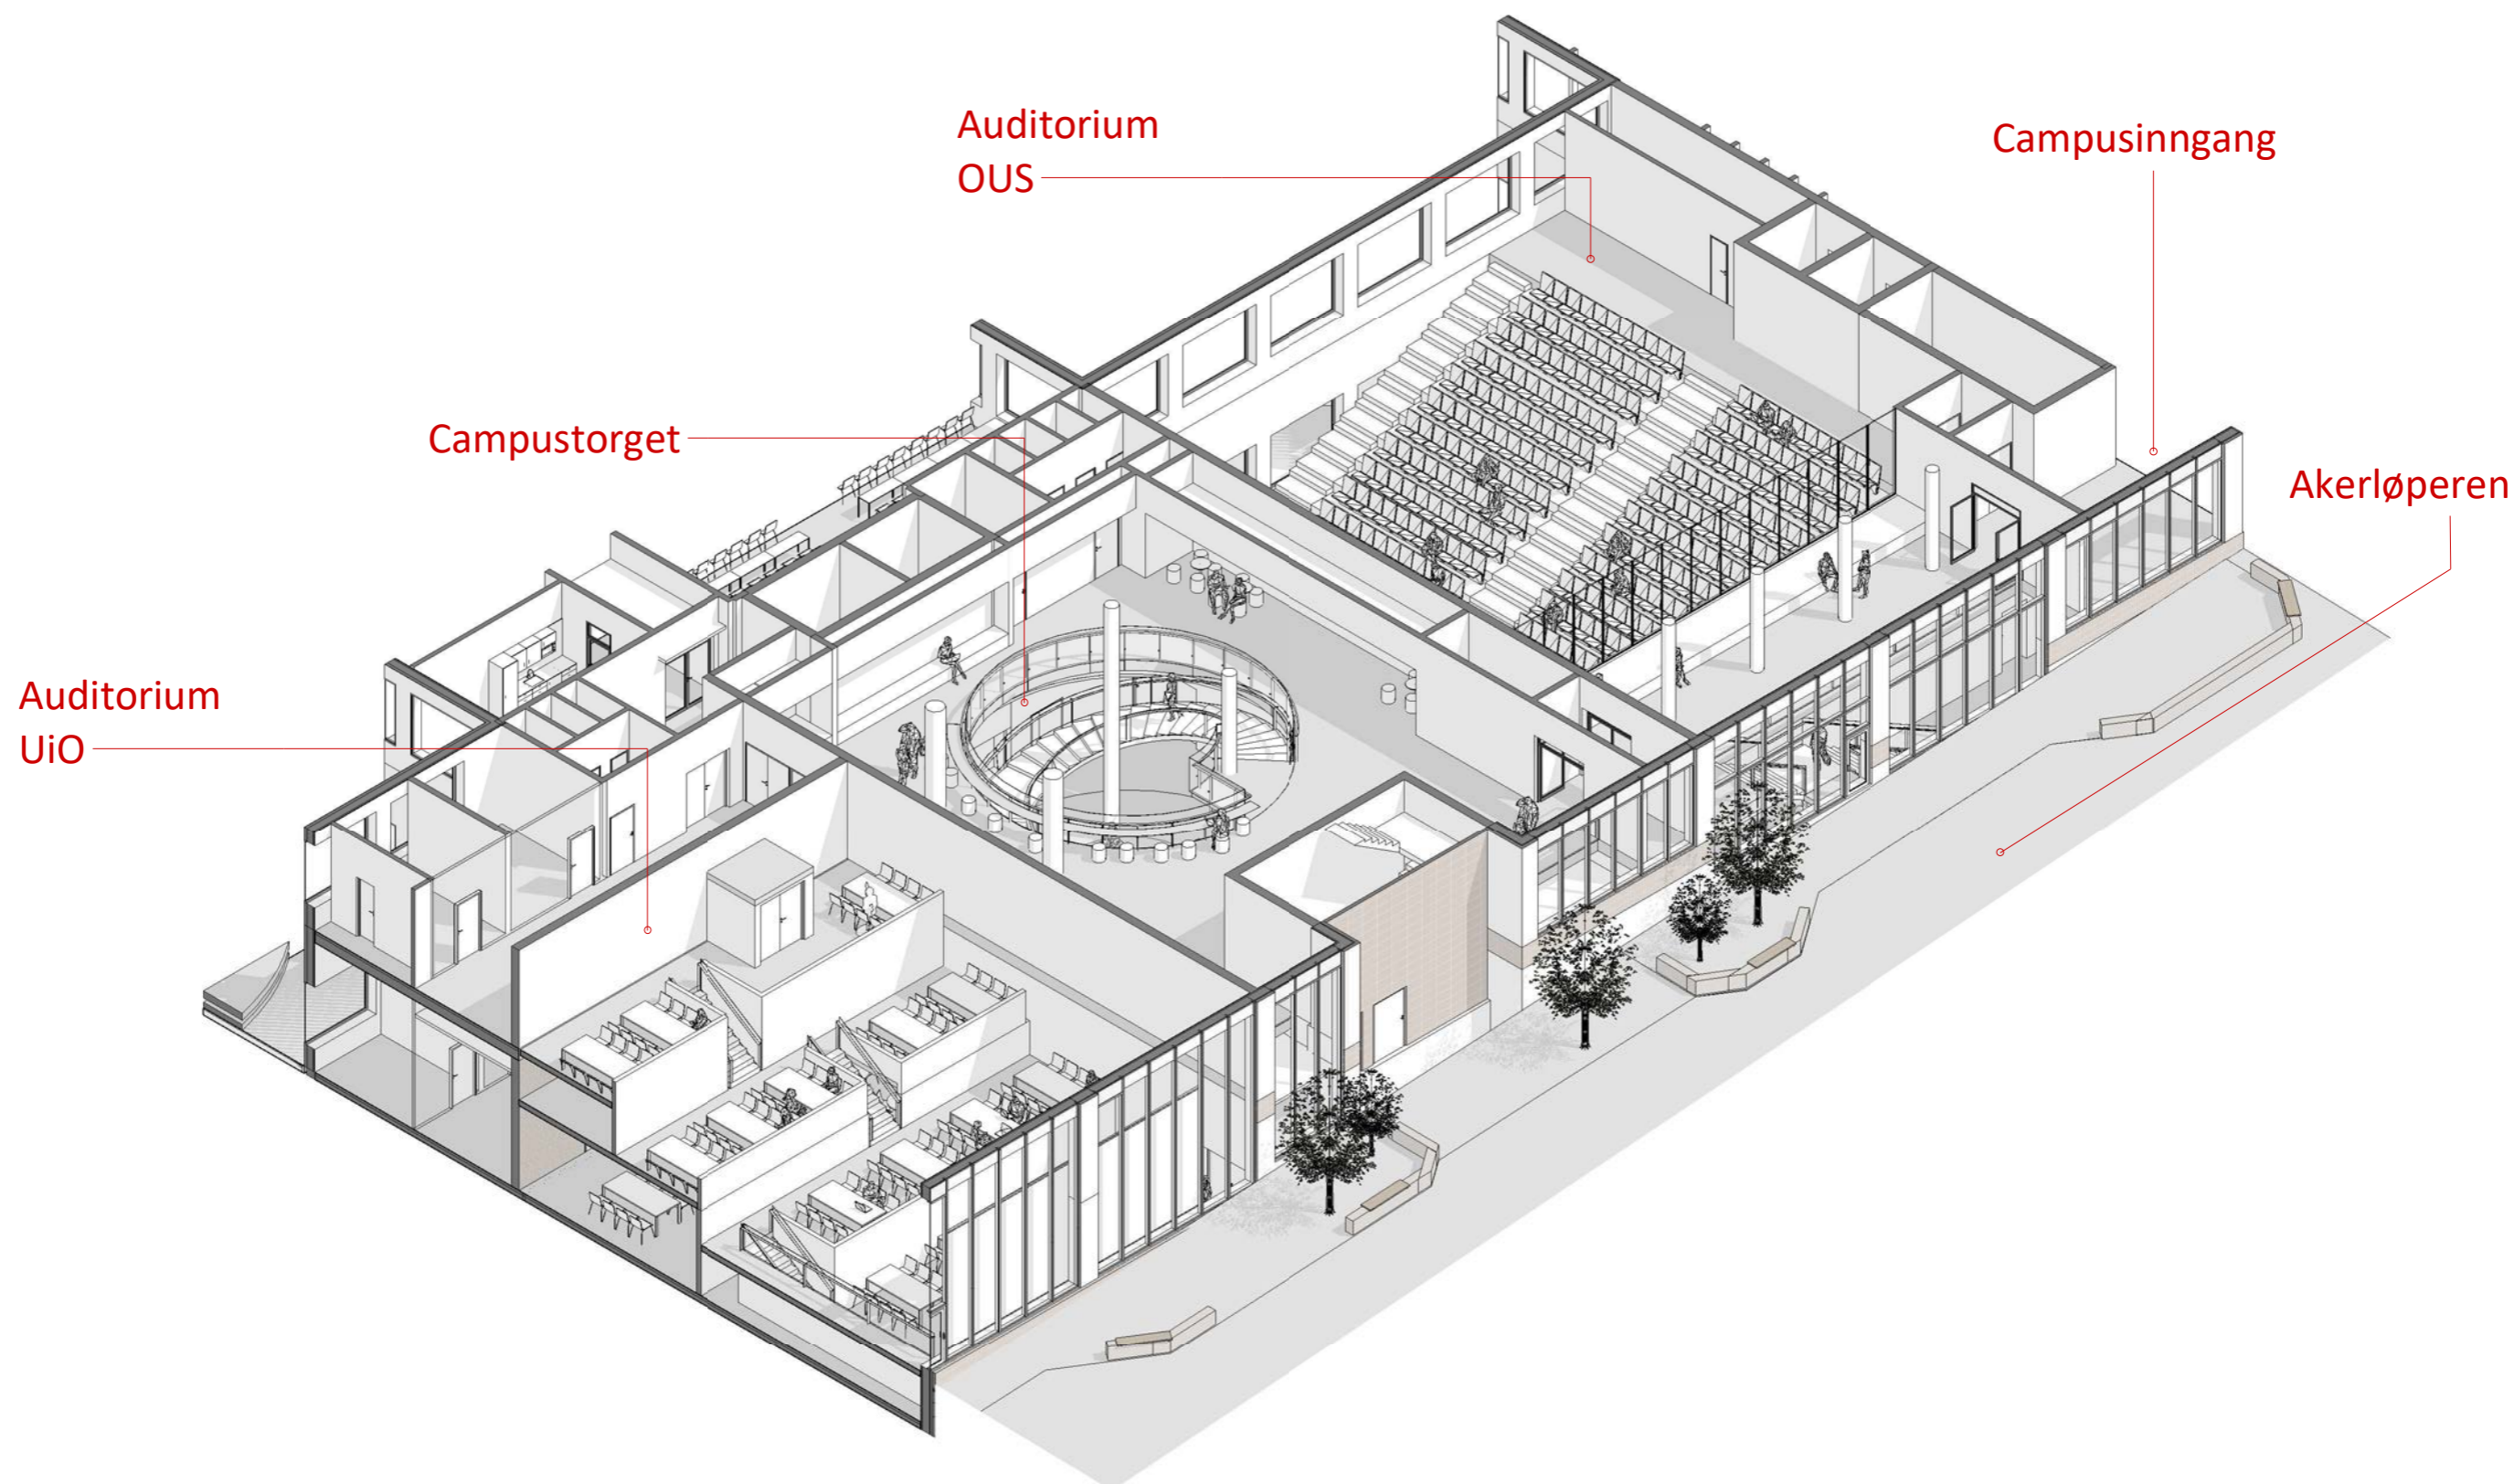 Auditorium
OUS
Campusinngang
Campustorget
Akerløperen
Auditorium
UiO